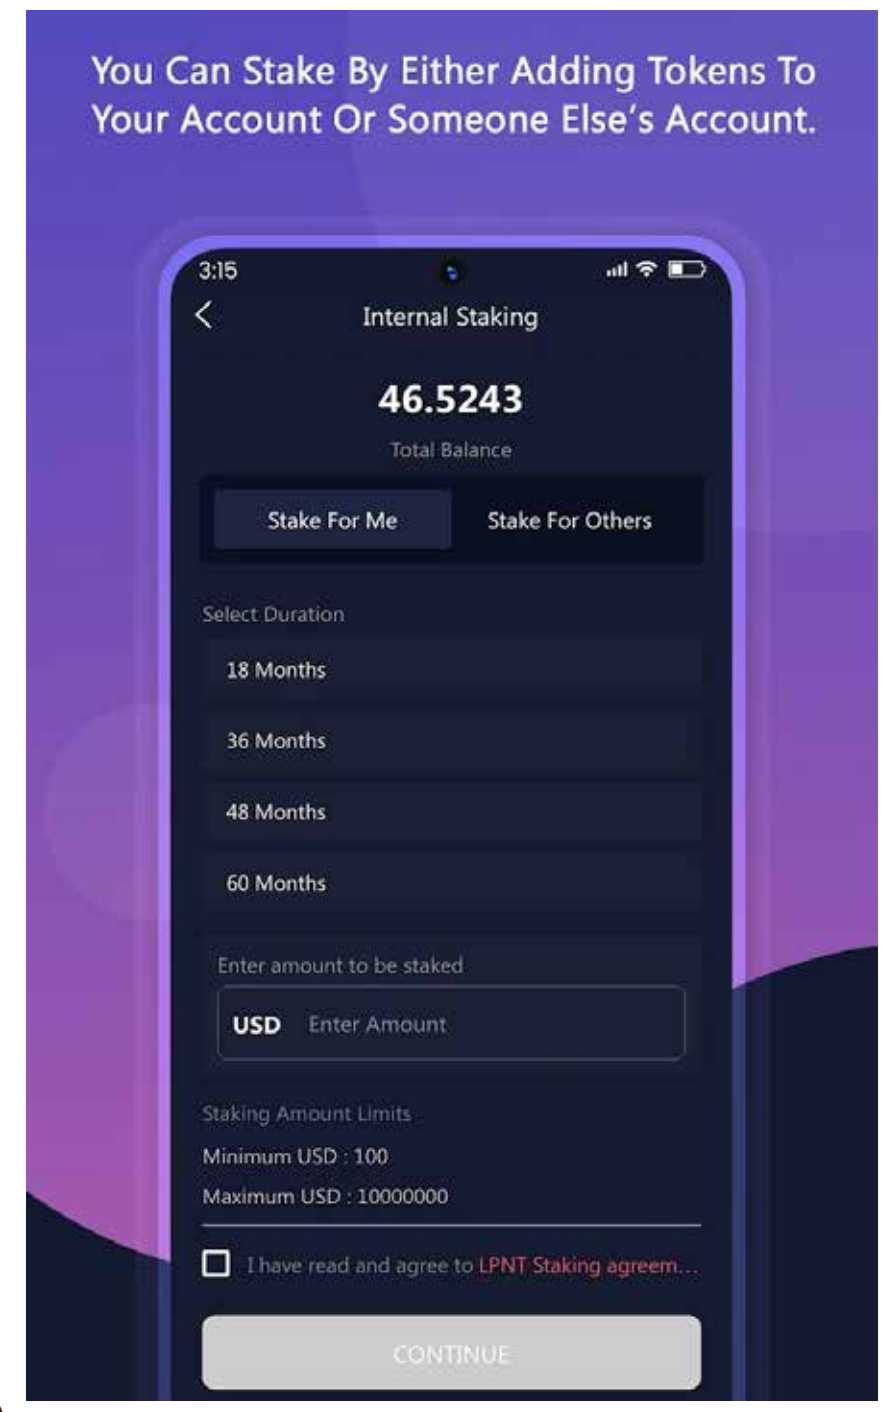 You Can Stake By Either Adding Tokens To
Your Account Or Someone Else's Account.
3:15
Internal Staking
46.5243
Total Balance
Stake For Me Stake For Others
Select Duration
18 Months
36 Months
48 Months
60 Months
Enter amount to be staked
USD Enter Amount
Staking Amount Limits
Minimum USD : 100
Maximum USD : 10000000
I have read and agree to LPNT Staking agreem...
CONTINUE